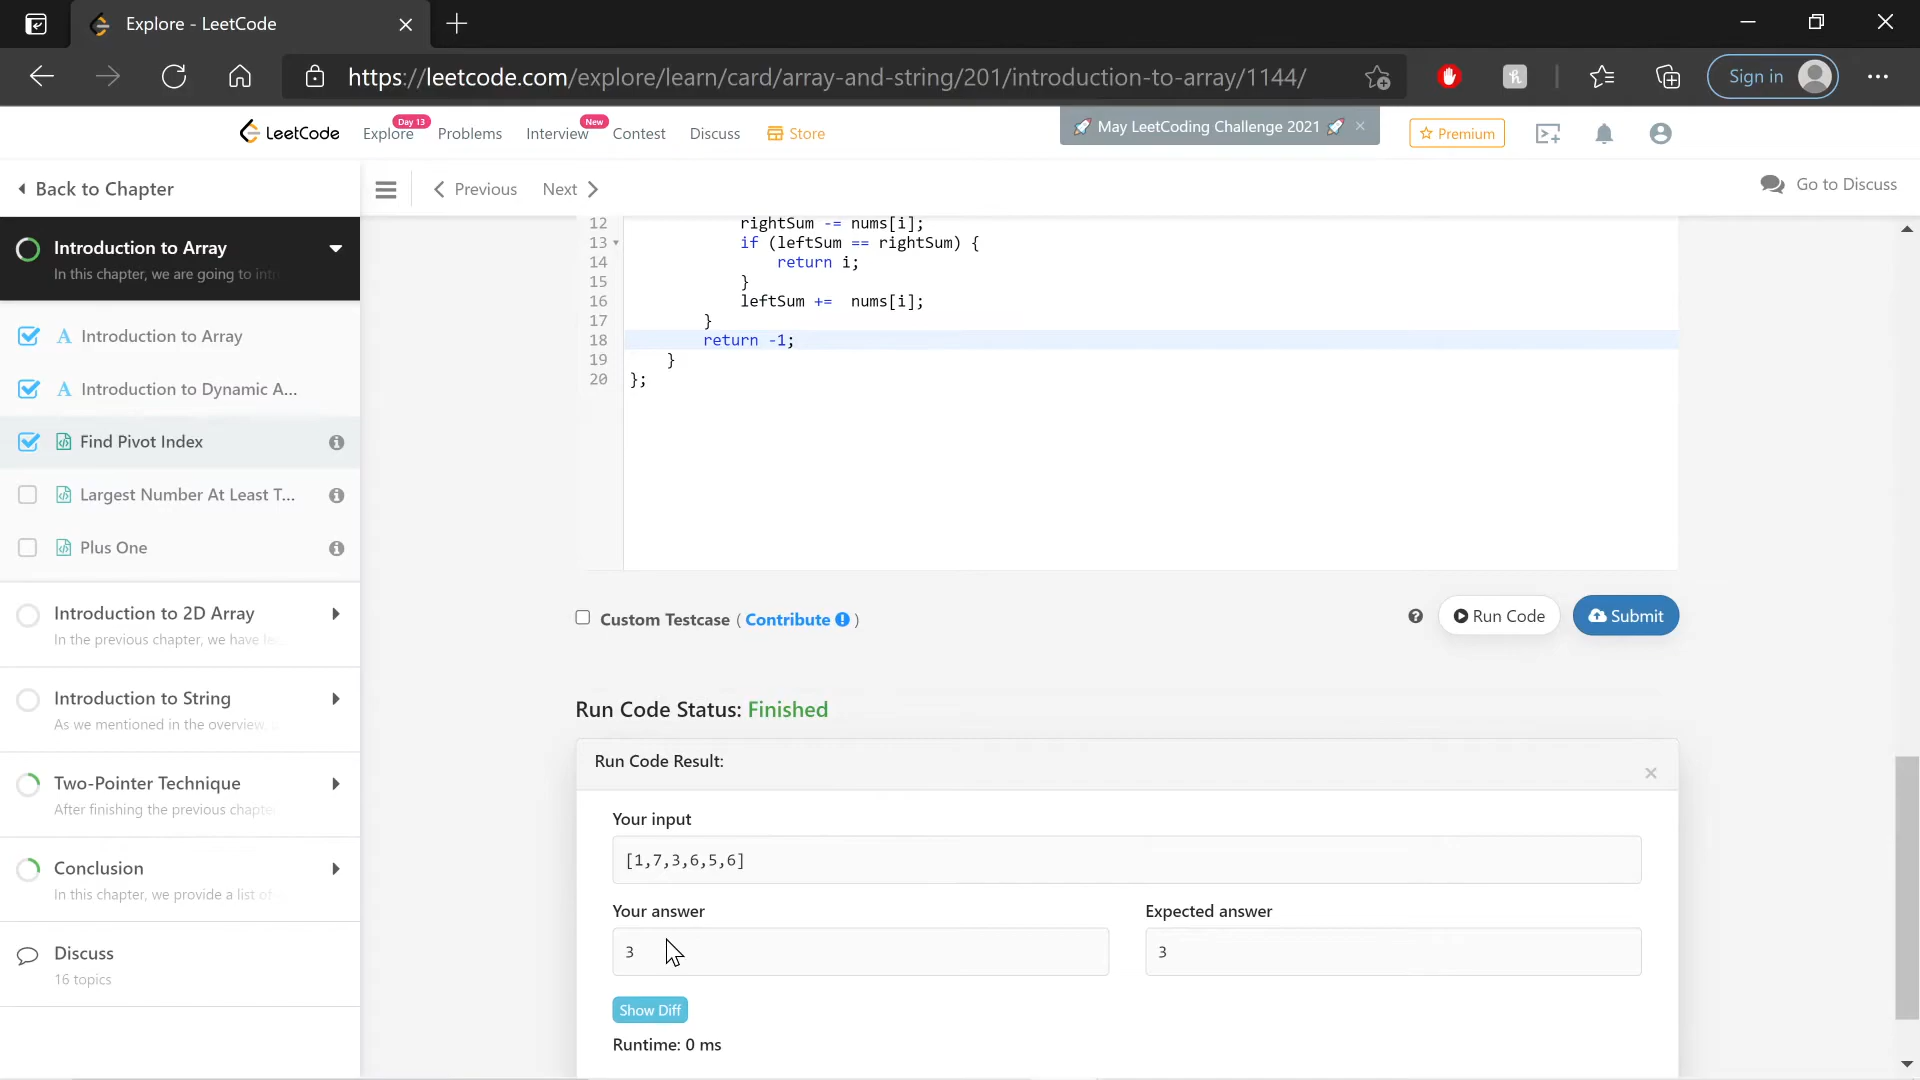 Explore - LeetCode
https://leetcode.com/explore/learn/card/array-and-string/201/introduction-to-array/1144/
Sign in
LeetCode
Explore
Day 13
Problems
Interview
New
Contest
Discuss
Store
May LeetCoding Challenge 2021
Premium
Back to Chapter
Previous
Next
Go to Discuss
Introduction to Array
In this chapter, we are going to intr
Introduction to Array
Introduction to Dynamic A...
Find Pivot Index
Largest Number At Least T...
Plus One
Introduction to 2D Array
In the previous chapter, we have le
Introduction to String
As we mentioned in the overview,
Two-Pointer Technique
After finishing the previous chapter
Conclusion
In this chapter, we provide a list of
Discuss
16 topics
12 rightSum -= nums[i];
13 if (leftSum == rightSum) {
14 return i;
15 }
16 leftSum +=  nums[i];
17 }
18 return -1;
19 }
20 };
Custom Testcase ( Contribute )
Run Code
Submit
Run Code Status: Finished
Run Code Result:
Your input
[1,7,3,6,5,6]
Your answer
3
Expected answer
3
Show Diff
Runtime: 0 ms